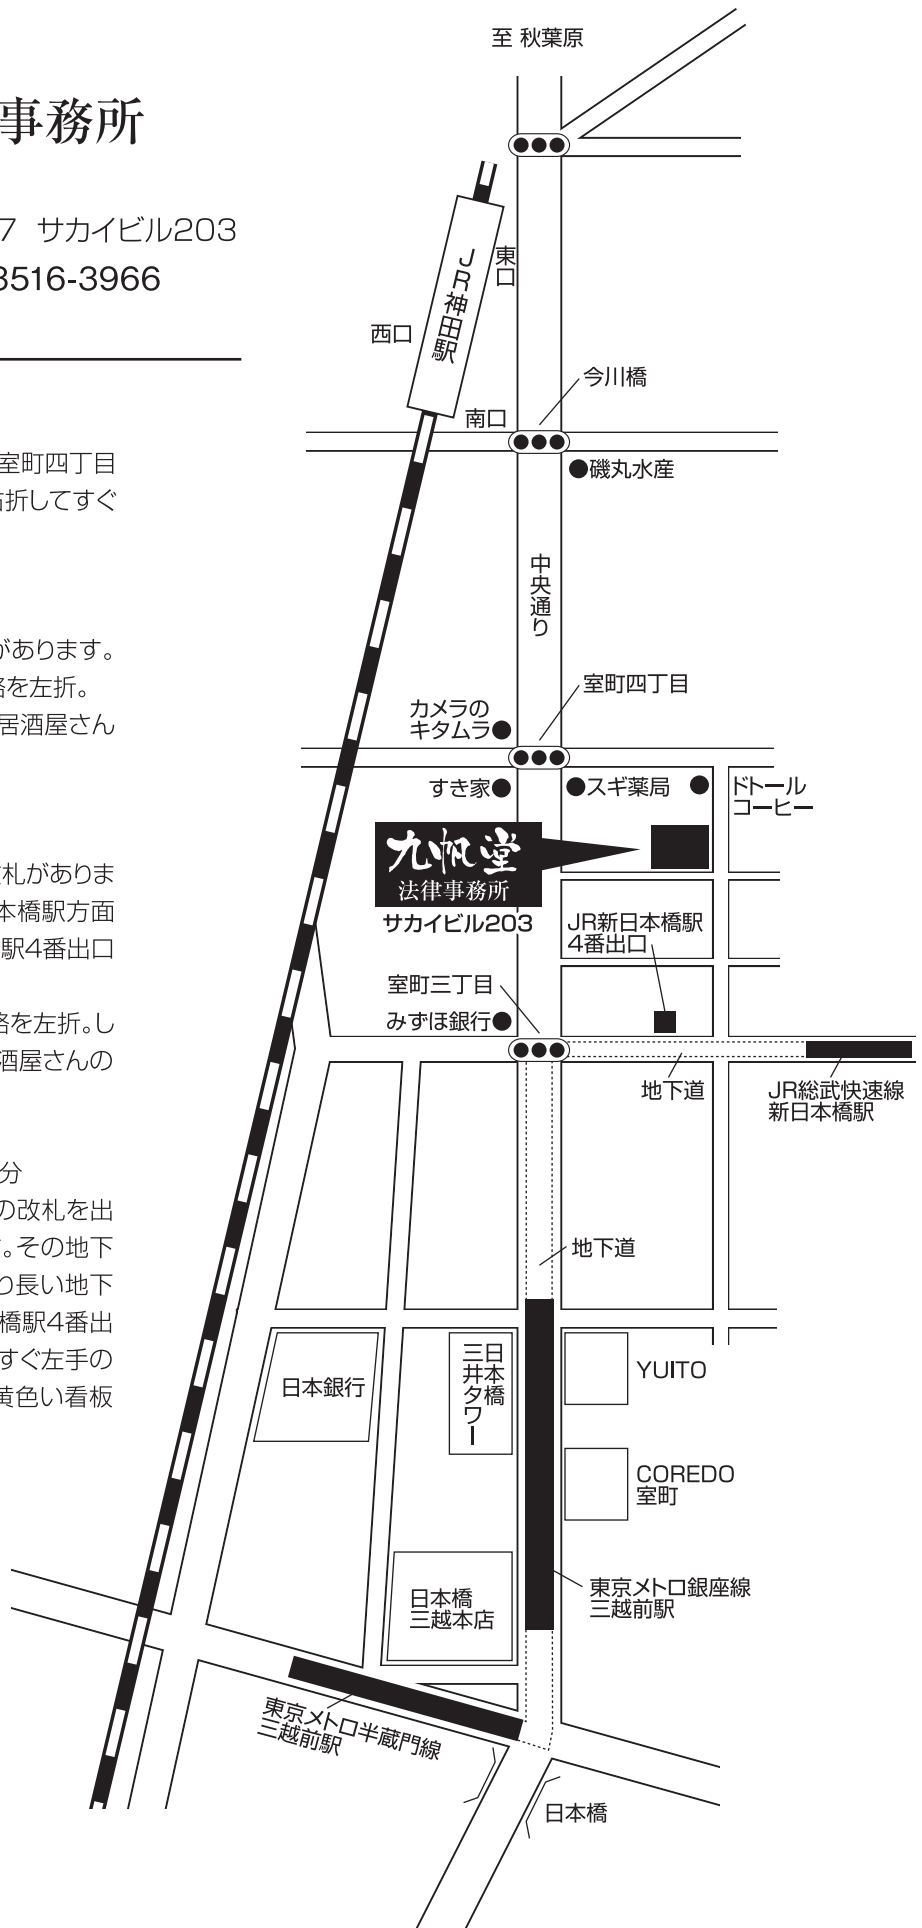 事務所
7 サカイビル203
3516-3966
室町四丁目
右折してすぐ
があります。
路を左折。
居酒屋さん
改札がありま
本橋駅方面
駅4番出口
路を左折。し
酒屋さんの
分
の改札を出
。その地下
り長い地下
橋駅4番出
すぐ左手の
黄色い看板
至 秋葉原
JR神田駅
東口
西口
南口
今川橋
磯丸水産
中央通り
室町四丁目
カメラの
キタムラ
すき家
スギ薬局
ドトール
コーヒー
九帆堂
法律事務所
サカイビル203
JR新日本橋駅
4番出口
室町三丁目
みずほ銀行
地下道
JR総武快速線
新日本橋駅
地下道
日本銀行
日本橋
三井タワー
YUITO
COREDO
室町
日本橋
三越本店
東京メトロ銀座線
三越前駅
東京メトロ半蔵門線
三越前駅
日本橋